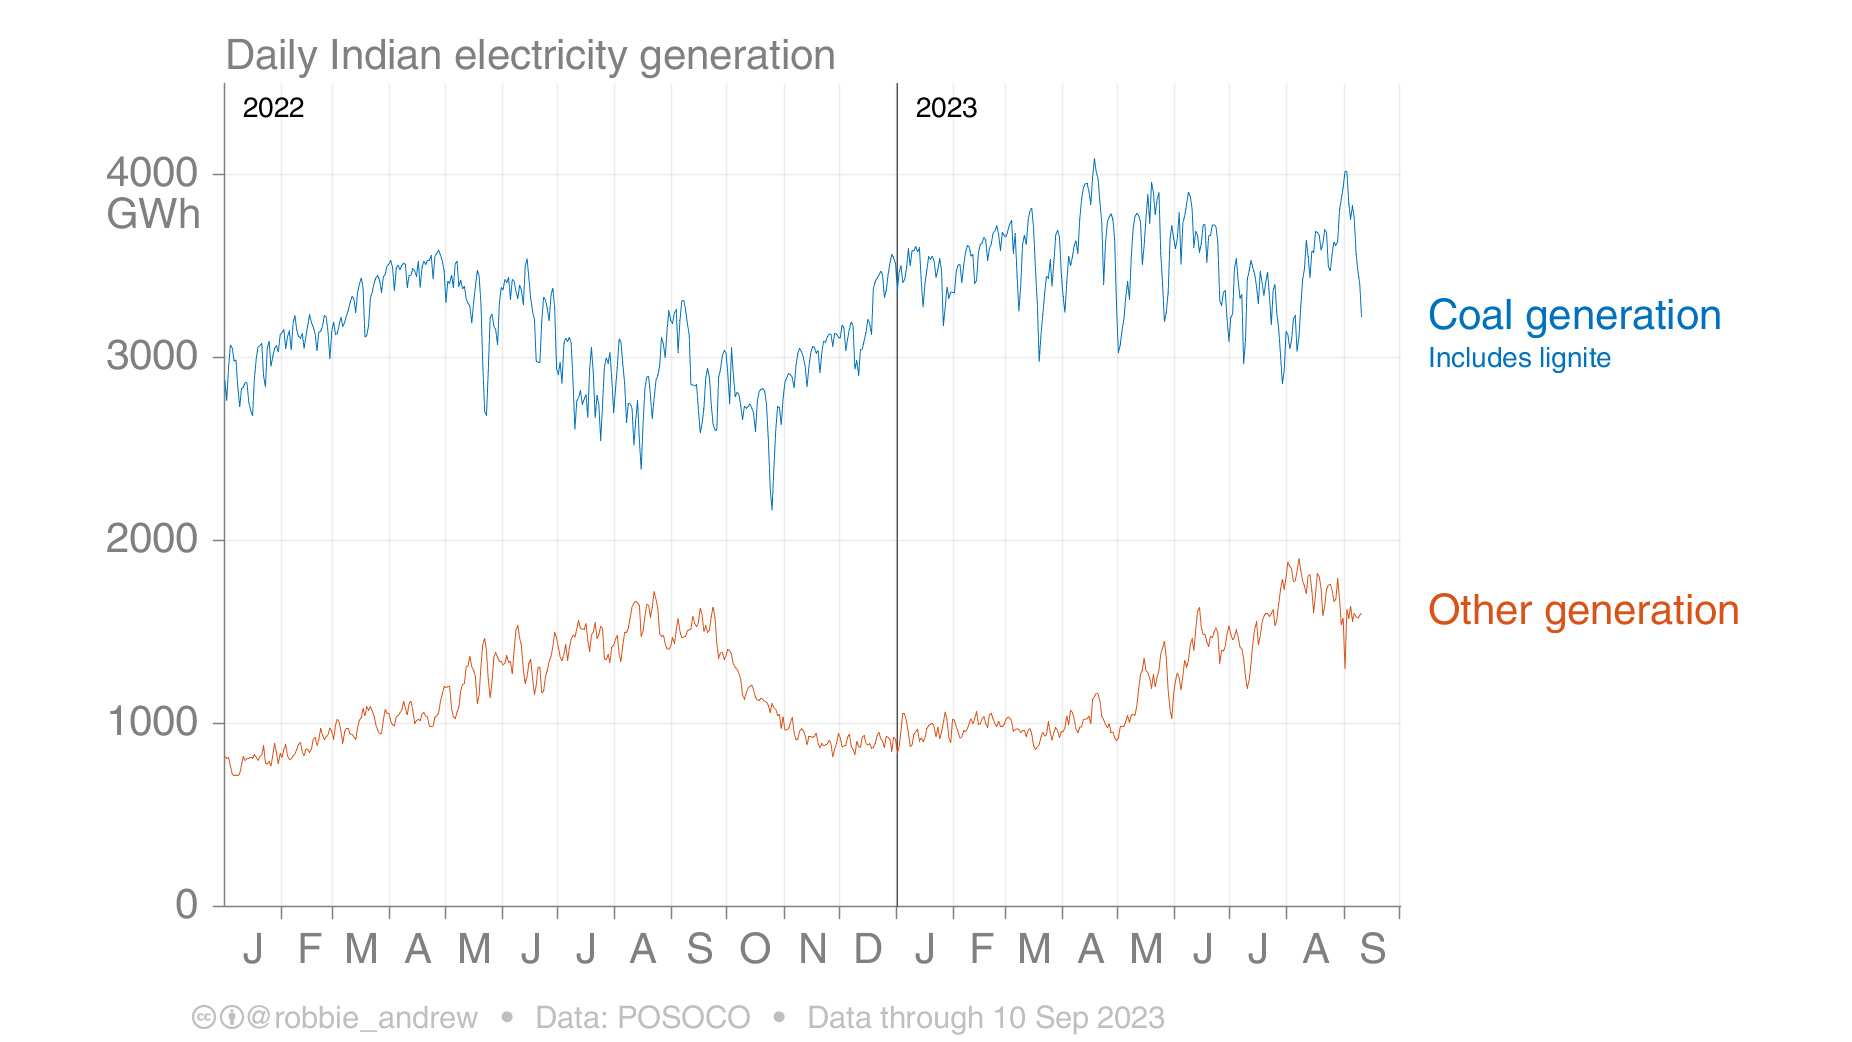 Daily Indian electricity generation
2022
2023
4000
GWh
3000
2000
1000
0
Coal generation
Includes lignite
Other generation
J F M A M J J A S O N D J F M A M J J A S
@robbie_andrew • Data: POSOCO • Data through 10 Sep 2023